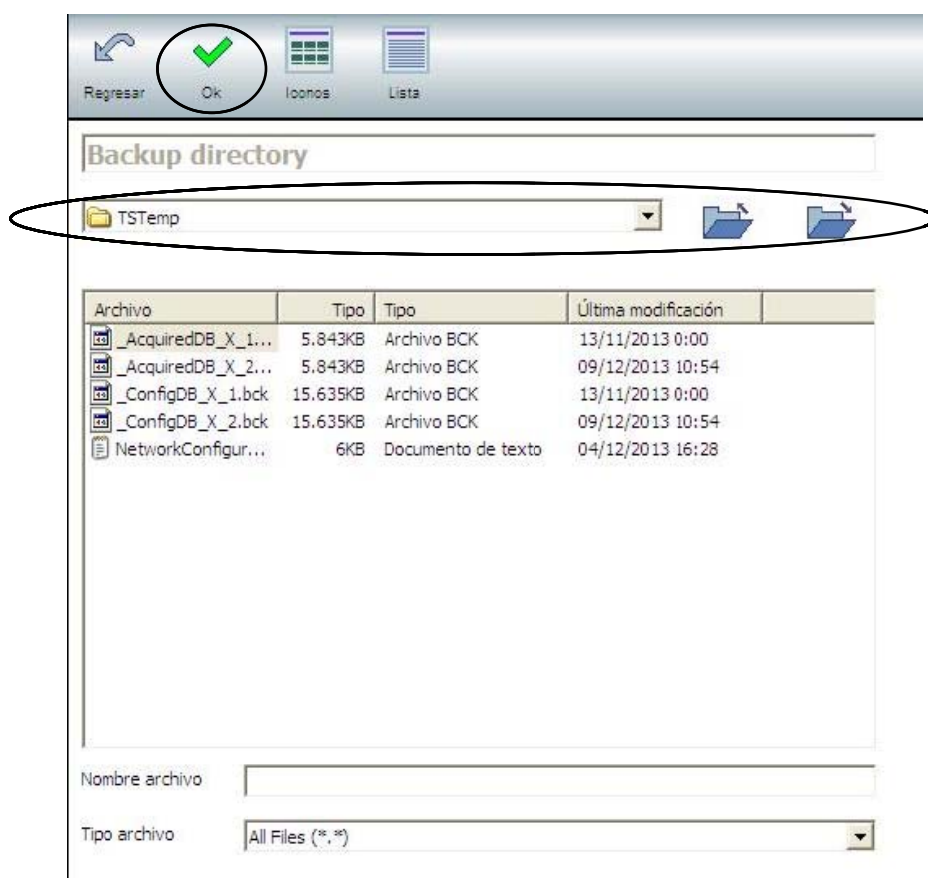 Regresar Ok Iconos Lista
Backup directory
TSTemp
Archivo Tipo Tipo Última modificación
_AcquiredDB_X_1... 5.843KB Archivo BCK 13/11/2013 0:00
_AcquiredDB_X_2... 5.843KB Archivo BCK 09/12/2013 10:54
_ConfigDB_X_1.bck 15.635KB Archivo BCK 13/11/2013 0:00
_ConfigDB_X_2.bck 15.635KB Archivo BCK 09/12/2013 10:54
NetworkConfigur... 6KB Documento de texto 04/12/2013 16:28
Nombre archivo
Tipo archivo All Files (*.*)